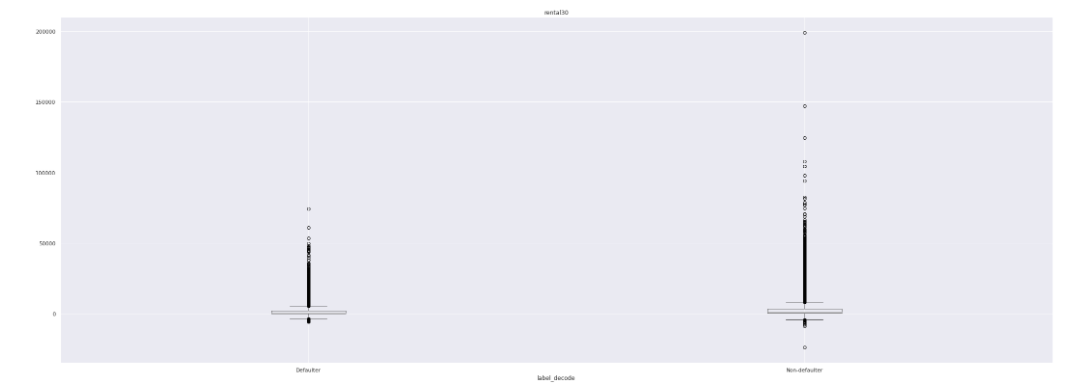 rental30
200000
150000
100000
50000
0
Defaulter
Non-defaulter
label_decode